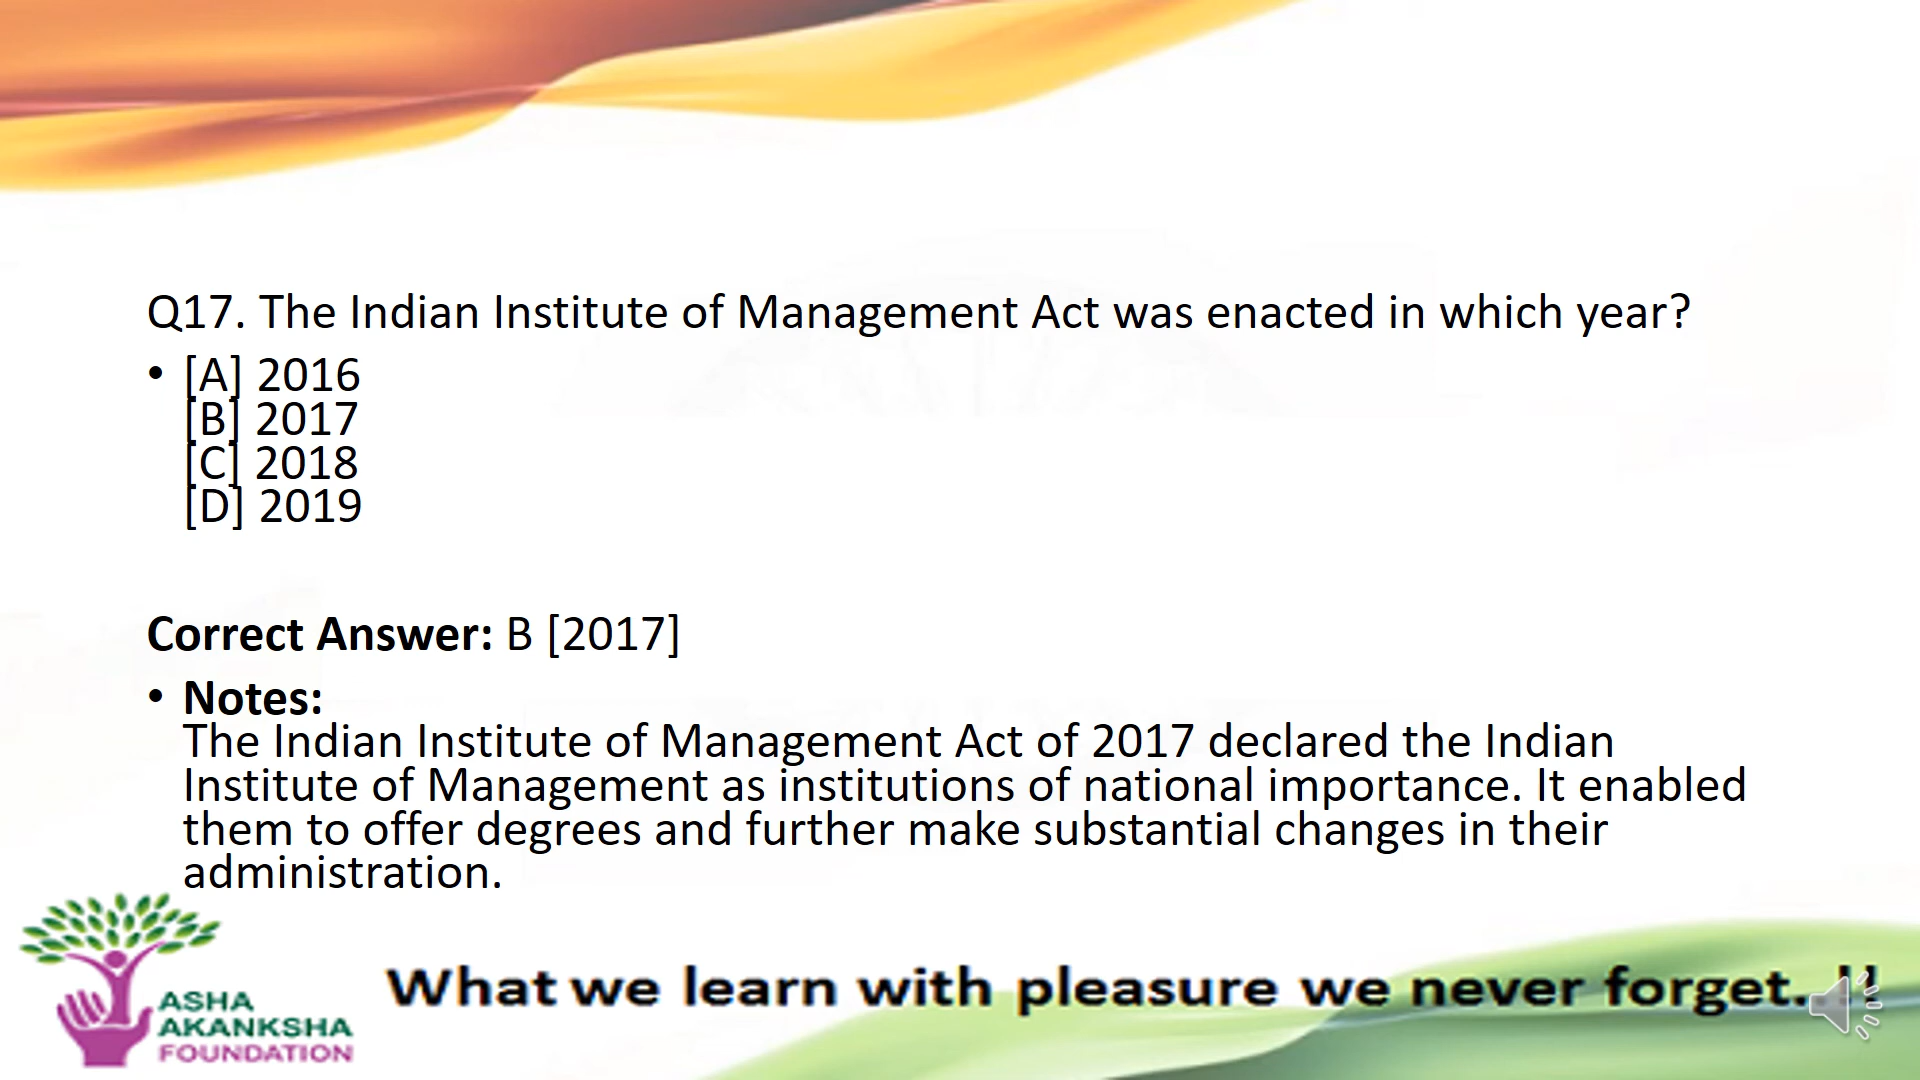 Q17. The Indian Institute of Management Act was enacted in which year?
• [A] 2016
[B] 2017
[C] 2018
[D] 2019
Correct Answer: B [2017]
• Notes:
The Indian Institute of Management Act of 2017 declared the Indian
Institute of Management as institutions of national importance. It enabled
them to offer degrees and further make substantial changes in their
administration.
ASHA
AKANKSHA
FOUNDATION
What we learn with pleasure we never forget...!!